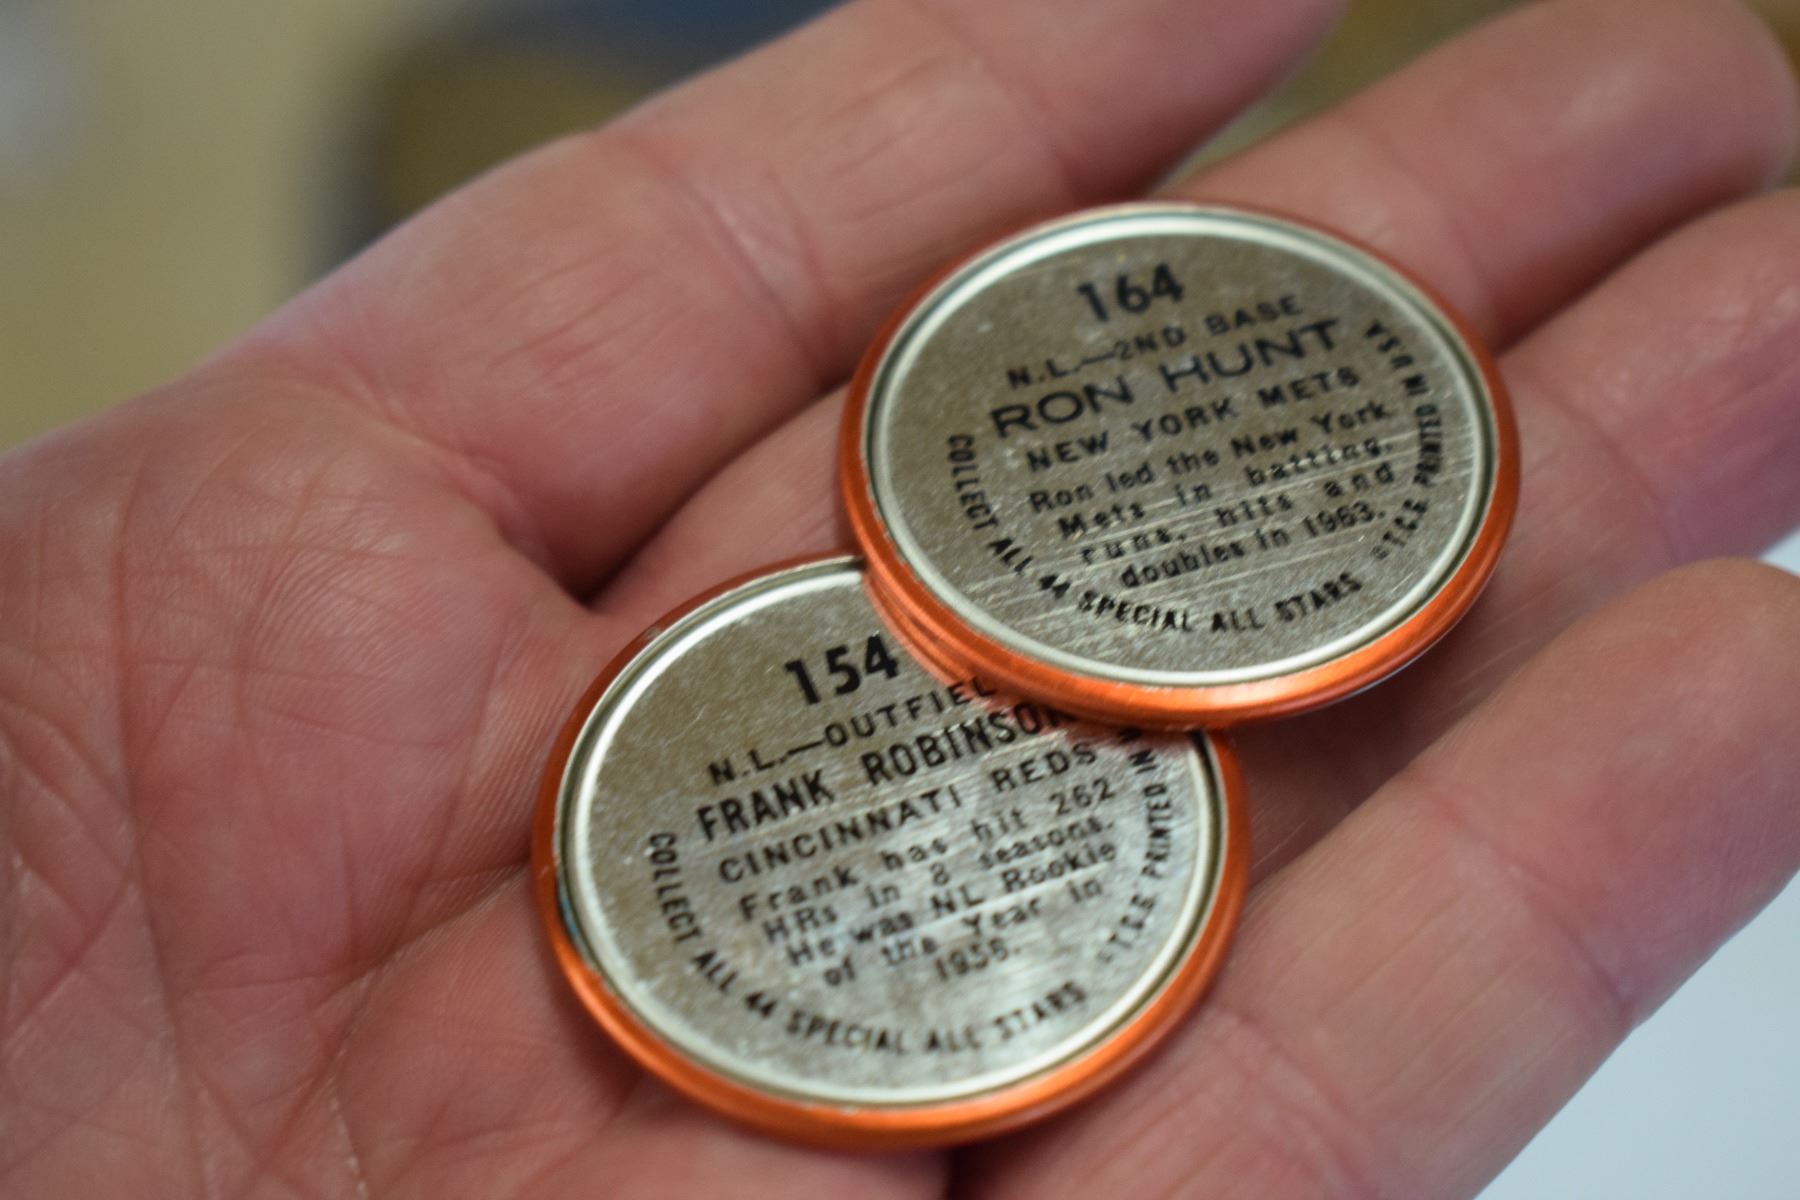 164
N.L.—2ND BASE
RON HUNT
NEW YORK METS
Ron led the New York
Mets in batting,
runs, hits and
doubles in 1963.
COLLECT ALL 44 SPECIAL ALL STARS
©T.C.G. PRINTED IN U.S.A.
154
N.L.—OUTFIEL
FRANK ROBINSON
CINCINNATI REDS
Frank has hit 262
HRs in 8 seasons.
He was NL Rookie
of the Year in
1956.
COLLECT ALL 44 SPECIAL ALL STARS
©T.C.G. PRINTED IN